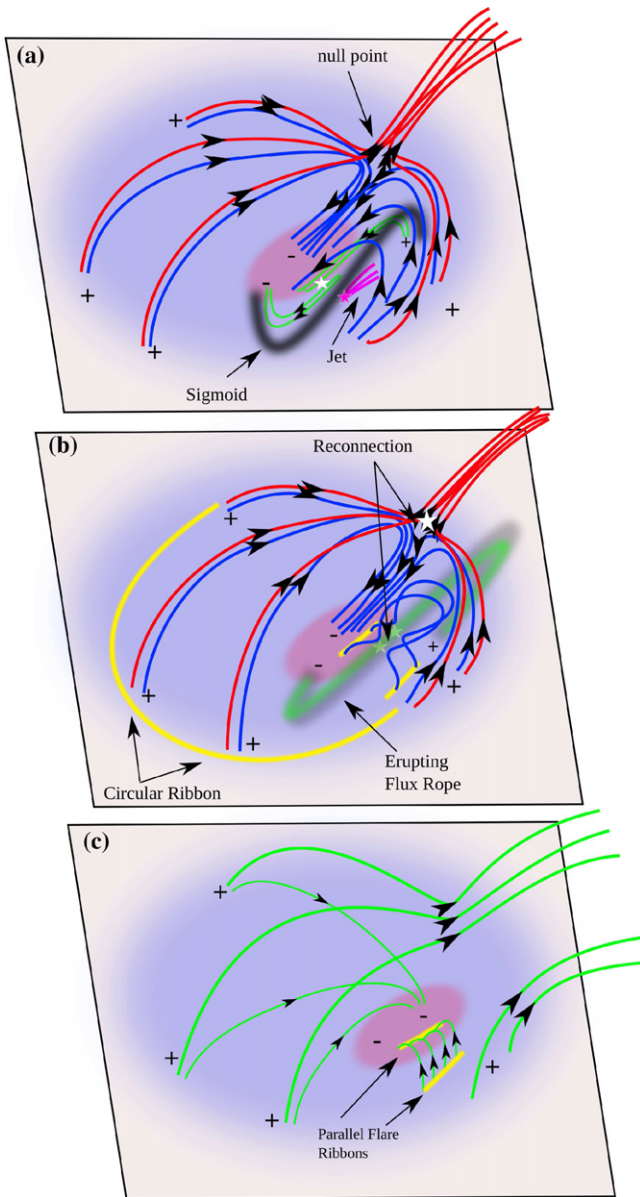 (a)
null point
+
+
+
-
-
+
+
Jet
Sigmoid
(b)
Reconnection
+
-
-
+
+
+
+
Circular Ribbon
Erupting
Flux Rope
(c)
+
-
-
+
+
+
Parallel Flare
Ribbons